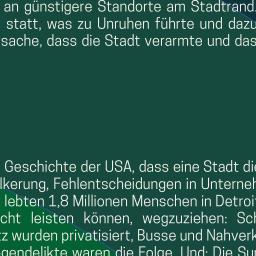 an günstigere Standorte am Stadtrand.
statt, was zu Unruhen führte und dazu
sache, dass die Stadt verarmte und das
Geschichte der USA, dass eine Stadt die
lkerung, Fehlentscheidungen in Unterneh
lebten 1,8 Millionen Menschen in Detroi
cht leisten können, wegzuziehen: Sch
tz wurden privatisiert, Busse und Nahverk
gendelikte waren die Folge. Und: Die Sup